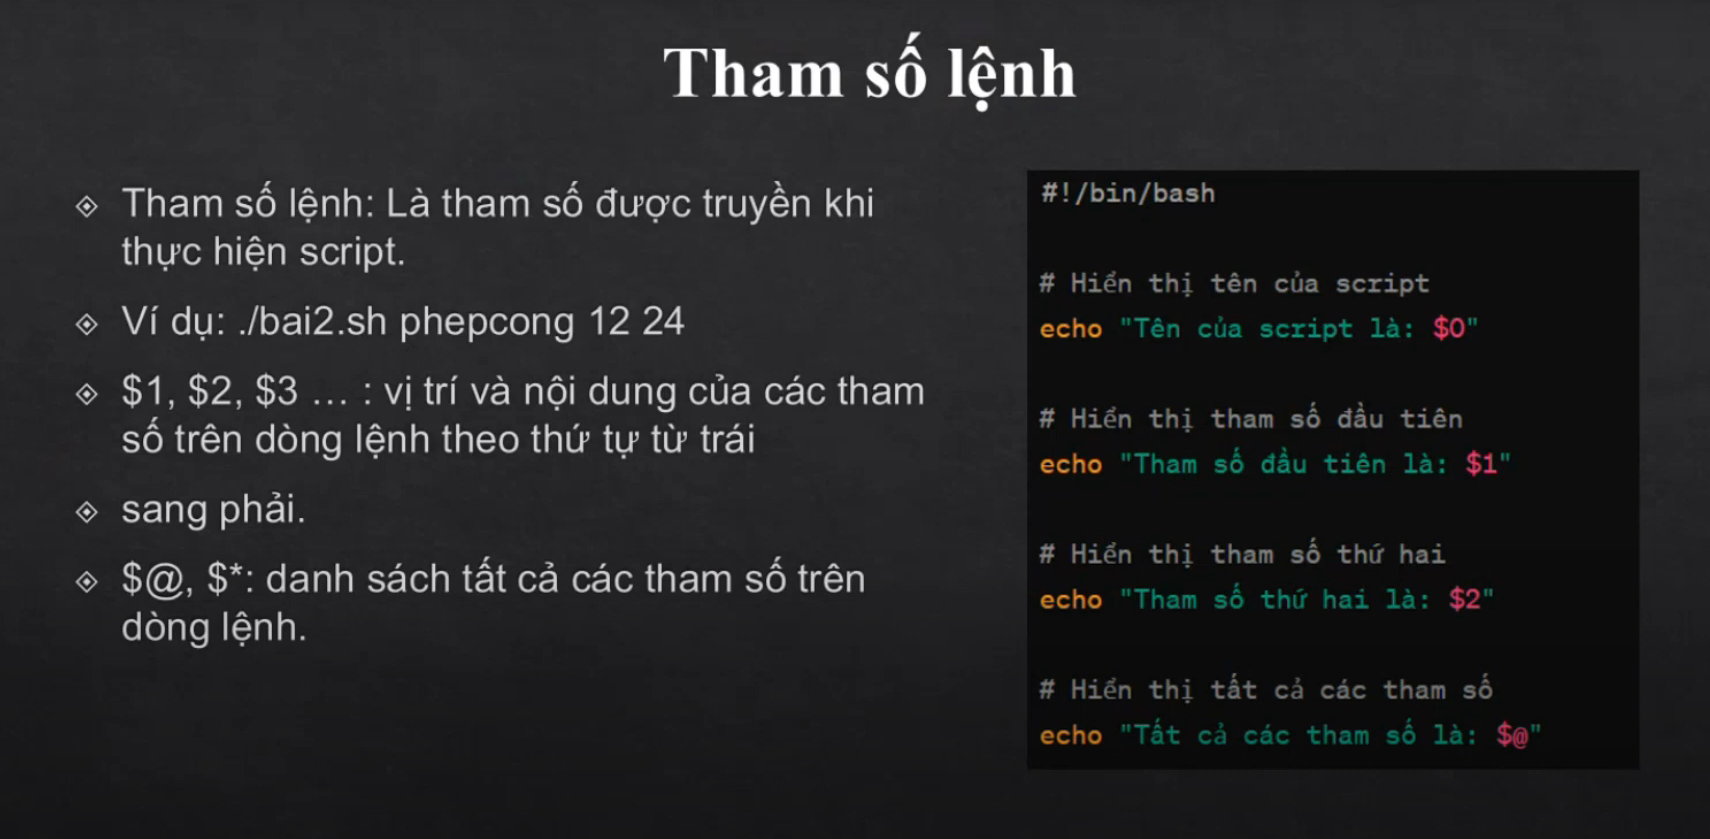 Tham số lệnh
Tham số lệnh: Là tham số được truyền khi
thực hiện script.
Ví dụ: ./bai2.sh phepcong 12 24
$1, $2, $3 … : vị trí và nội dung của các tham
số trên dòng lệnh theo thứ tự từ trái
sang phải.
$@, $*: danh sách tất cả các tham số trên
dòng lệnh.
#!/bin/bash
# Hiển thị tên của script
echo "Tên của script là: $0"
# Hiển thị tham số đầu tiên
echo "Tham số đầu tiên là: $1"
# Hiển thị tham số thứ hai
echo "Tham số thứ hai là: $2"
# Hiển thị tất cả các tham số
echo "Tất cả các tham số là: $@"